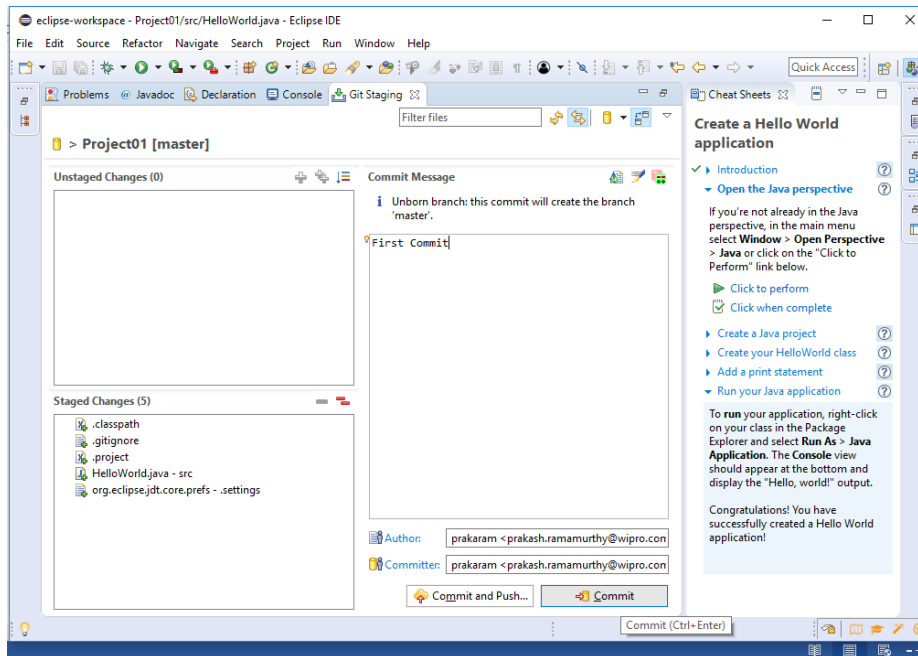 eclipse-workspace - Project01/src/HelloWorld.java - Eclipse IDE
File Edit Source Refactor Navigate Search Project Run Window Help
Quick Access
Problems @ Javadoc Declaration Console Git Staging
Filter files
> Project01 [master]
Unstaged Changes (0)
Commit Message
Unborn branch: this commit will create the branch
'master'.
First Commit
Staged Changes (5)
.classpath
.gitignore
.project
HelloWorld.java - src
org.eclipse.jdt.core.prefs - .settings
Author: prakaram <prakash.ramamurthy@wipro.com
Committer: prakaram <prakash.ramamurthy@wipro.com
Commit and Push...
Commit
Commit (Ctrl+Enter)
Cheat Sheets
Create a Hello World
application
Introduction
Open the Java perspective
If you're not already in the Java
perspective, in the main menu
select Window > Open Perspective
> Java or click on the "Click to
Perform" link below.
Click to perform
Click when complete
Create a Java project
Create your HelloWorld class
Add a print statement
Run your Java application
To run your application, right-click
on your class in the Package
Explorer and select Run As > Java
Application. The Console view
should appear at the bottom and
display the "Hello, world!" output.
Congratulations! You have
successfully created a Hello World
application!